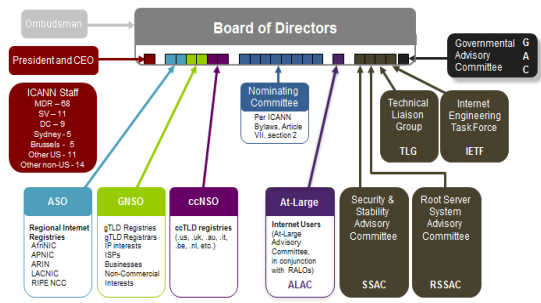 Ombudsman
Board of Directors
President and CEO
Governmental
Advisory
Committee
G
A
C
ICANN Staff
MDR – 68
SV – 11
DC – 9
Sydney - 5
Brussels - 5
Other US - 11
Other non-US - 14
Nominating
Committee
Per ICANN
Bylaws, Article
VII, section 2
Technical
Liaison
Group
TLG
Internet
Engineering
Task Force
IETF
ASO
Regional Internet
Registries
AfriNIC
APNIC
ARIN
LACNIC
RIPE NCC
GNSO
gTLD Registries
gTLD Registrars
IP interests
ISPs
Businesses
Non-Commercial
Interests
ccNSO
ccTLD registries
(.us, .uk, .au, .it,
.be, .nl, etc.)
At-Large
Internet Users
(At-Large
Advisory
Committee,
in conjunction
with RALOs)
ALAC
Security &
Stability
Advisory
Committee
SSAC
Root Server
System
Advisory
Committee
RSSAC